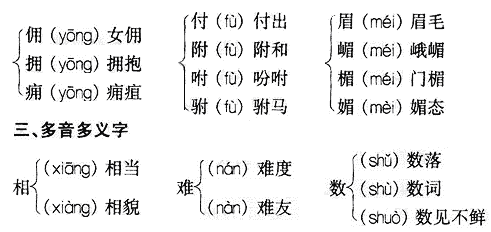 佣 (yōng) 女佣
拥 (yōng) 拥抱
痈 (yōng) 痈疽
付 (fù) 付出
附 (fù) 附和
咐 (fù) 吩咐
驸 (fù) 驸马
眉 (méi) 眉毛
嵋 (méi) 峨嵋
楣 (méi) 门楣
媚 (mèi) 媚态
三、多音多义字
相
(xiāng) 相当
(xiàng) 相貌
难
(nán) 难度
(nàn) 难友
数
(shǔ) 数落
(shù) 数词
(shuò) 数见不鲜